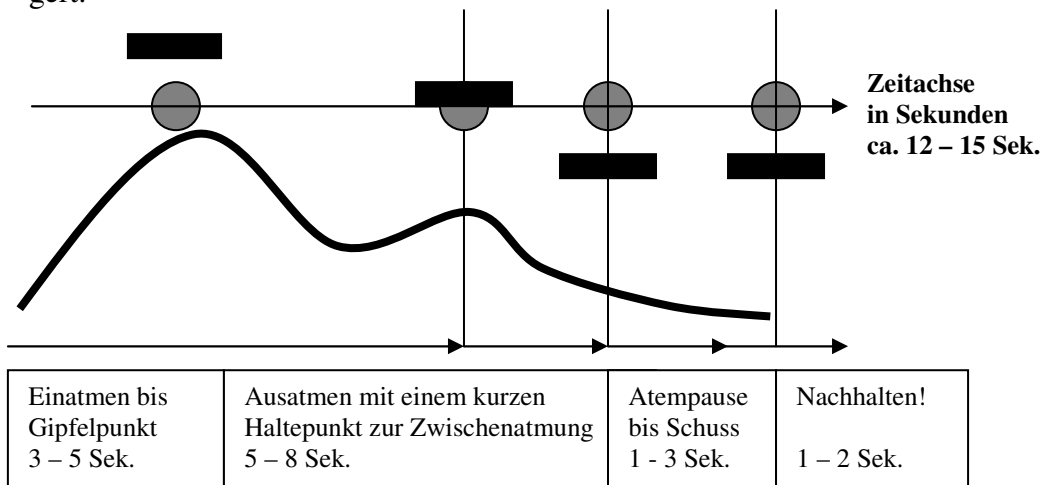 gert.
Zeitachse
in Sekunden
ca. 12 – 15 Sek.
Einatmen bis
Gipfelpunkt
3 – 5 Sek.
Ausatmen mit einem kurzen
Haltepunkt zur Zwischenatmung
5 – 8 Sek.
Atempause
bis Schuss
1 - 3 Sek.
Nachhalten!
1 – 2 Sek.